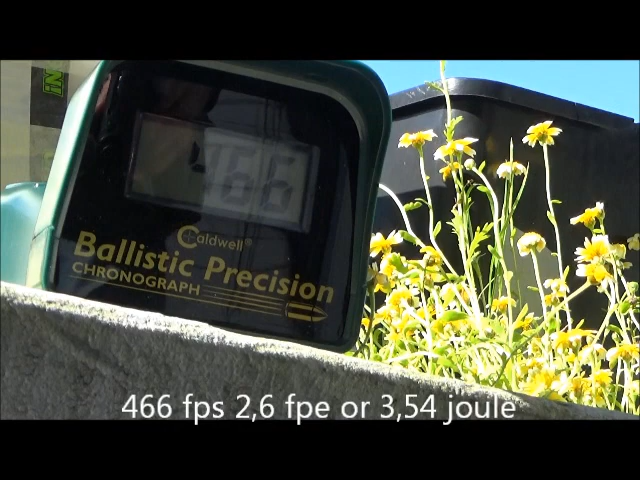 466
Caldwell®
Ballistic Precision
CHRONOGRAPH
466 fps 2,6 fpe or 3,54 joule